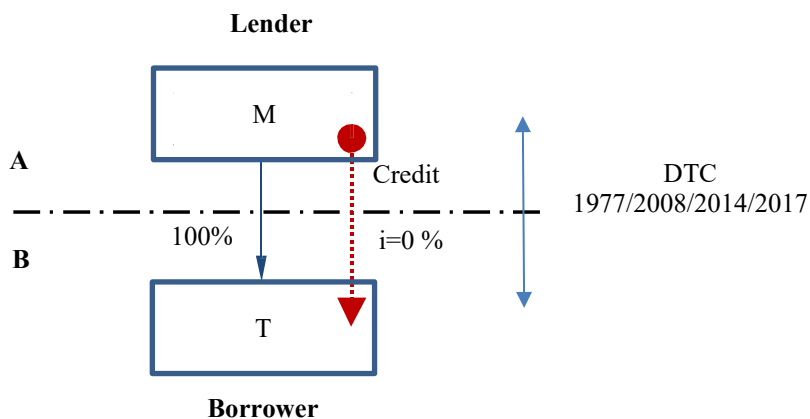 Lender
M
A
Credit
DTC
1977/2008/2014/2017
100%
i=0 %
B
T
Borrower